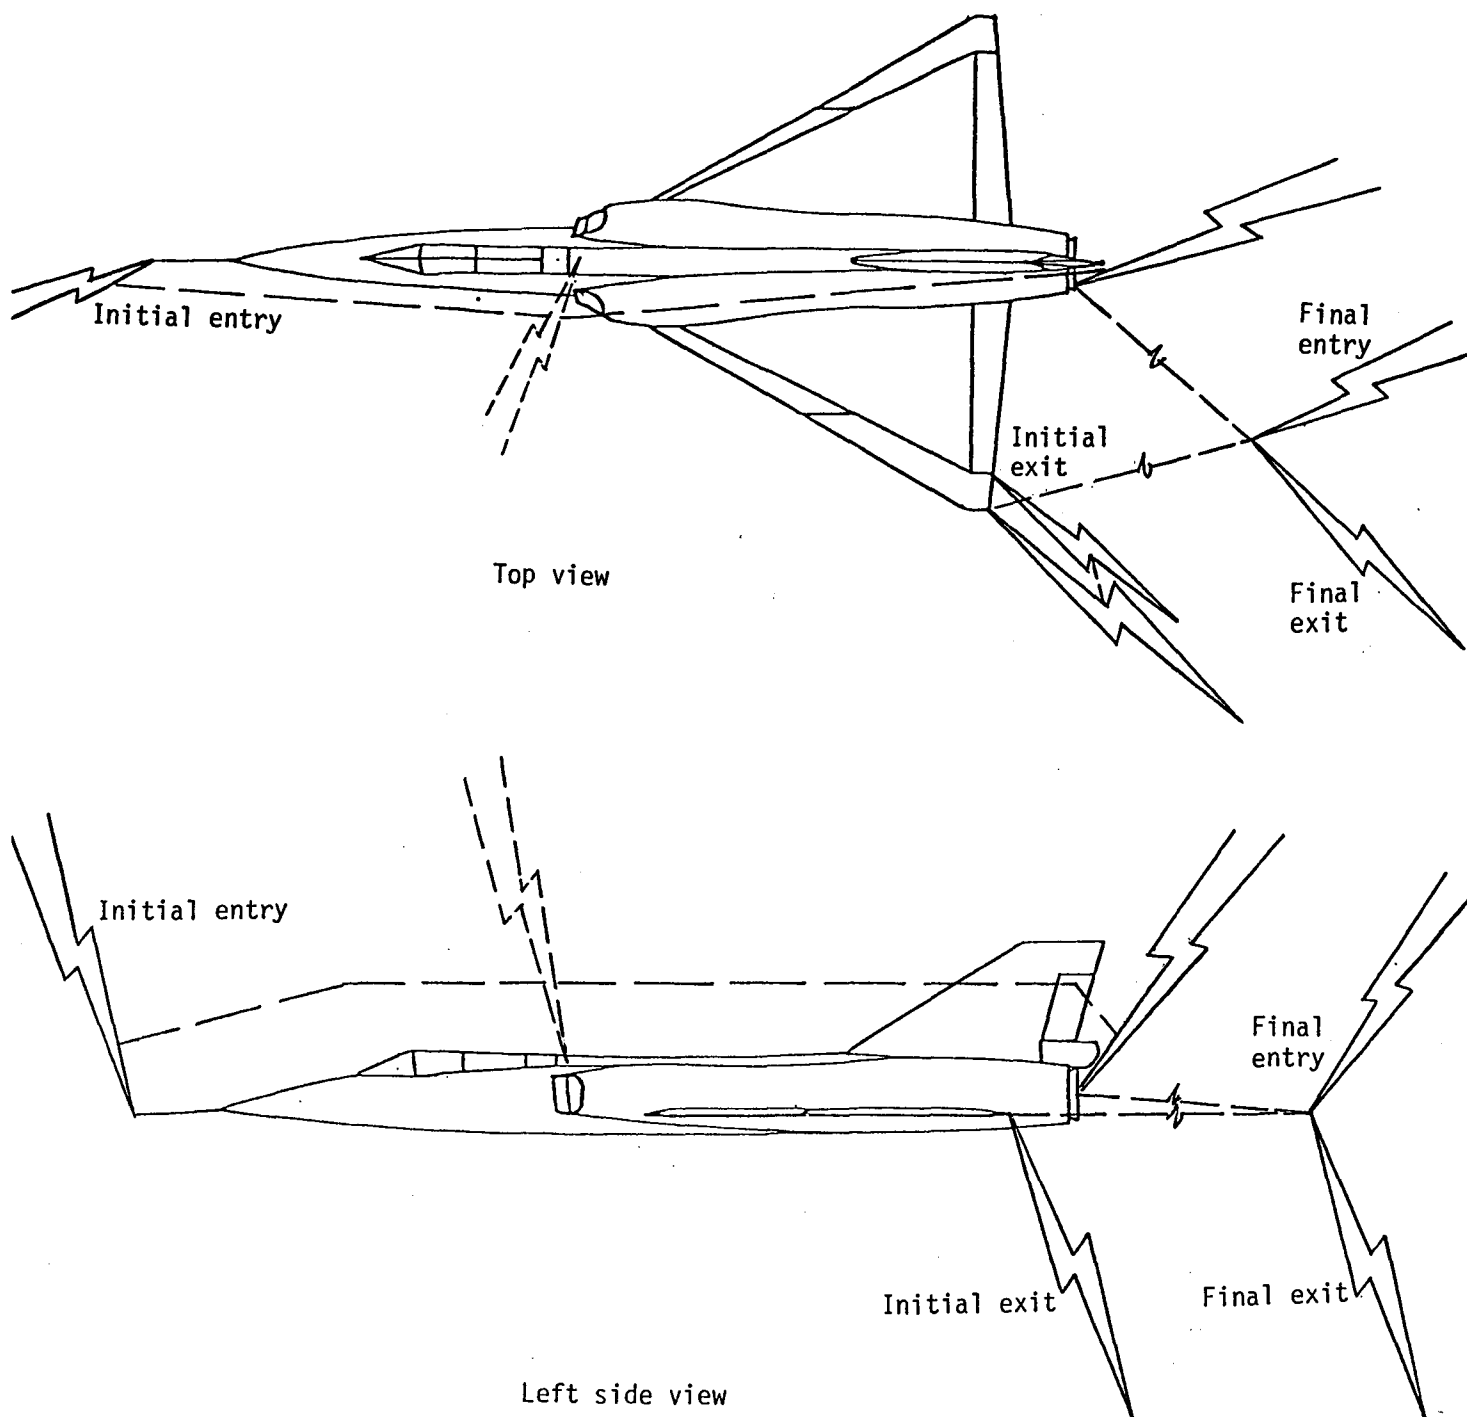 Initial entry
Final
entry
Initial
exit
Top view
Final
exit
Initial entry
Final
entry
Initial exit
Final exit
Left side view